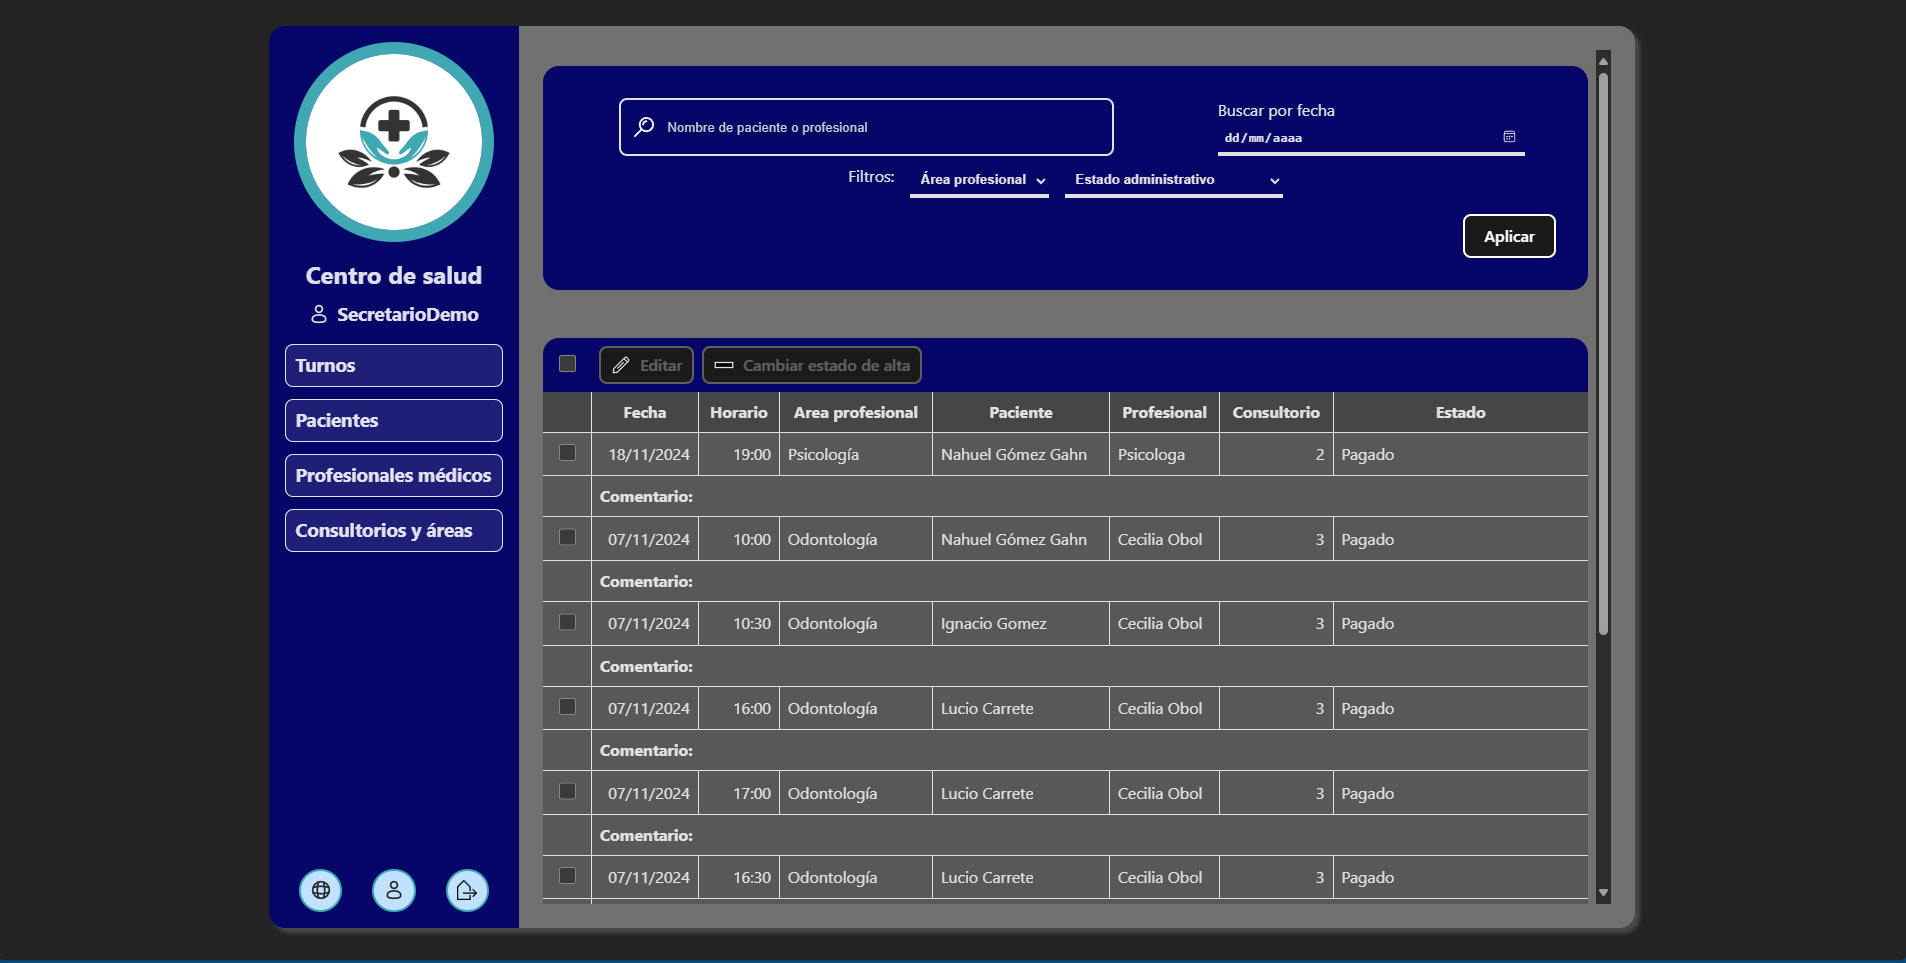 Centro de salud
SecretarioDemo
Turnos
Pacientes
Profesionales médicos
Consultorios y áreas
Nombre de paciente o profesional
Buscar por fecha
dd/mm/aaaa
Filtros: Área profesional Estado administrativo
Aplicar
Editar Cambiar estado de alta
Fecha Horario Area profesional Paciente Profesional Consultorio Estado
18/11/2024 19:00 Psicología Nahuel Gómez Gahn Psicologa 2 Pagado
Comentario:
07/11/2024 10:00 Odontología Nahuel Gómez Gahn Cecilia Obol 3 Pagado
Comentario:
07/11/2024 10:30 Odontología Ignacio Gomez Cecilia Obol 3 Pagado
Comentario:
07/11/2024 16:00 Odontología Lucio Carrete Cecilia Obol 3 Pagado
Comentario:
07/11/2024 17:00 Odontología Lucio Carrete Cecilia Obol 3 Pagado
Comentario:
07/11/2024 16:30 Odontología Lucio Carrete Cecilia Obol 3 Pagado